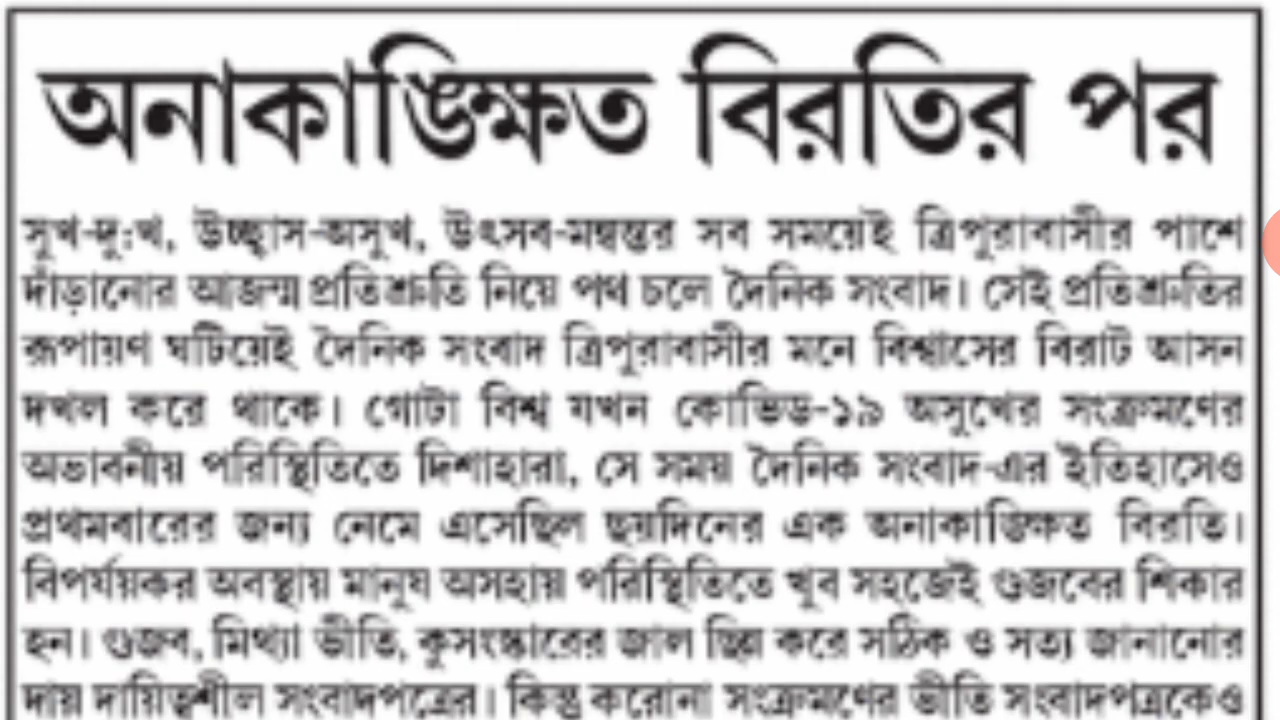 অনাকাঙ্ক্ষিত বিরতির পর
সুখ-দু:খ, উচ্ছ্বাস-অসুখ, উৎসব-মন্বন্তর সব সময়েই ত্রিপুরাবাসীর পাশে
দাঁড়ানোর আজন্ম প্রতিশ্রুতি নিয়ে পথ চলে দৈনিক সংবাদ। সেই প্রতিশ্রুতির
রূপায়ণ ঘটিয়েই দৈনিক সংবাদ ত্রিপুরাবাসীর মনে বিশ্বাসের বিরাট আসন
দখল করে থাকে। গোটা বিশ্ব যখন কোভিড-১৯ অসুখের সংক্রমণের
অভাবনীয় পরিস্থিতিতে দিশাহারা, সে সময় দৈনিক সংবাদ-এর ইতিহাসেও
প্রথমবারের জন্য নেমে এসেছিল ছয়দিনের এক অনাকাঙ্ক্ষিত বিরতি।
বিপর্যয়কর অবস্থায় মানুষ অসহায় পরিস্থিতিতে খুব সহজেই গুজবের শিকার
হন। গুজব, মিথ্যা ভীতি, কুসংস্কারের জাল ছিন্ন করে সঠিক ও সত্য জানানোর
দায় দায়িত্বশীল সংবাদপত্রের। কিন্তু করোনা সংক্রমণের ভীতি সংবাদপত্রকেও